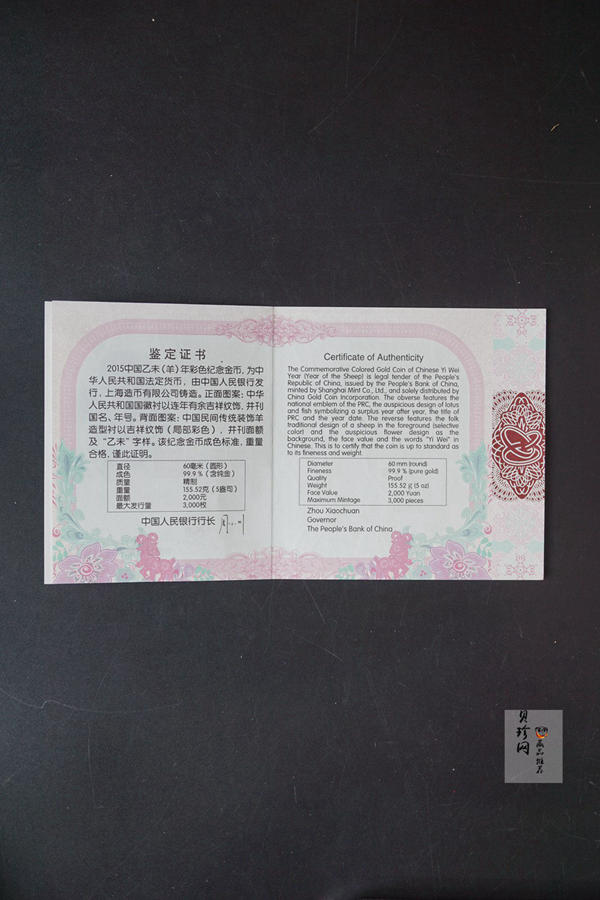 鉴定证书
2015中国乙未（羊）年彩色纪念金币，为中
华人民共和国法定货币，由中国人民银行发
行，上海造币有限公司铸造。正面图案：中华
人民共和国国徽衬以连年有余吉祥纹饰，并刊
国名、年号。背面图案：中国民间传统装饰羊
造型衬以吉祥纹饰（局部彩色），并刊面额
及“乙未”字样。该纪念金币成色标准，重量
合格，谨此证明。
直径 60毫米（圆形）
成色 99.9％（含纯金）
质量 精制
重量 155.52克（5盎司）
面额 2,000元
最大发行量 3,000枚
中国人民银行行长
Certificate of Authenticity
The Commemorative Colored Gold Coin of Chinese Yi Wei
Year (Year of the Sheep) is legal tender of the People's
Republic of China, issued by the People's Bank of China,
minted by Shanghai Mint Co., Ltd., and solely distributed by
China Gold Coin Incorporation. The obverse features the
national emblem of the PRC, the auspicious design of lotus
and fish symbolizing a surplus year after year, the title of
PRC and the year date. The reverse features the folk
traditional design of a sheep in the foreground (selective
color) and the auspicious flower design as the
background, the face value and the words "Yi Wei" in
Chinese. This is to certify that the coin is up to standard as
to its fineness and weight.
Diameter 60 mm (round)
Fineness 99.9 % (pure gold)
Quality Proof
Weight 155.52 g (5 oz)
Face Value 2,000 Yuan
Maximum Mintage 3,000 pieces
Zhou Xiaochuan
Governor
The People's Bank of China
贝珍网
藏品推荐